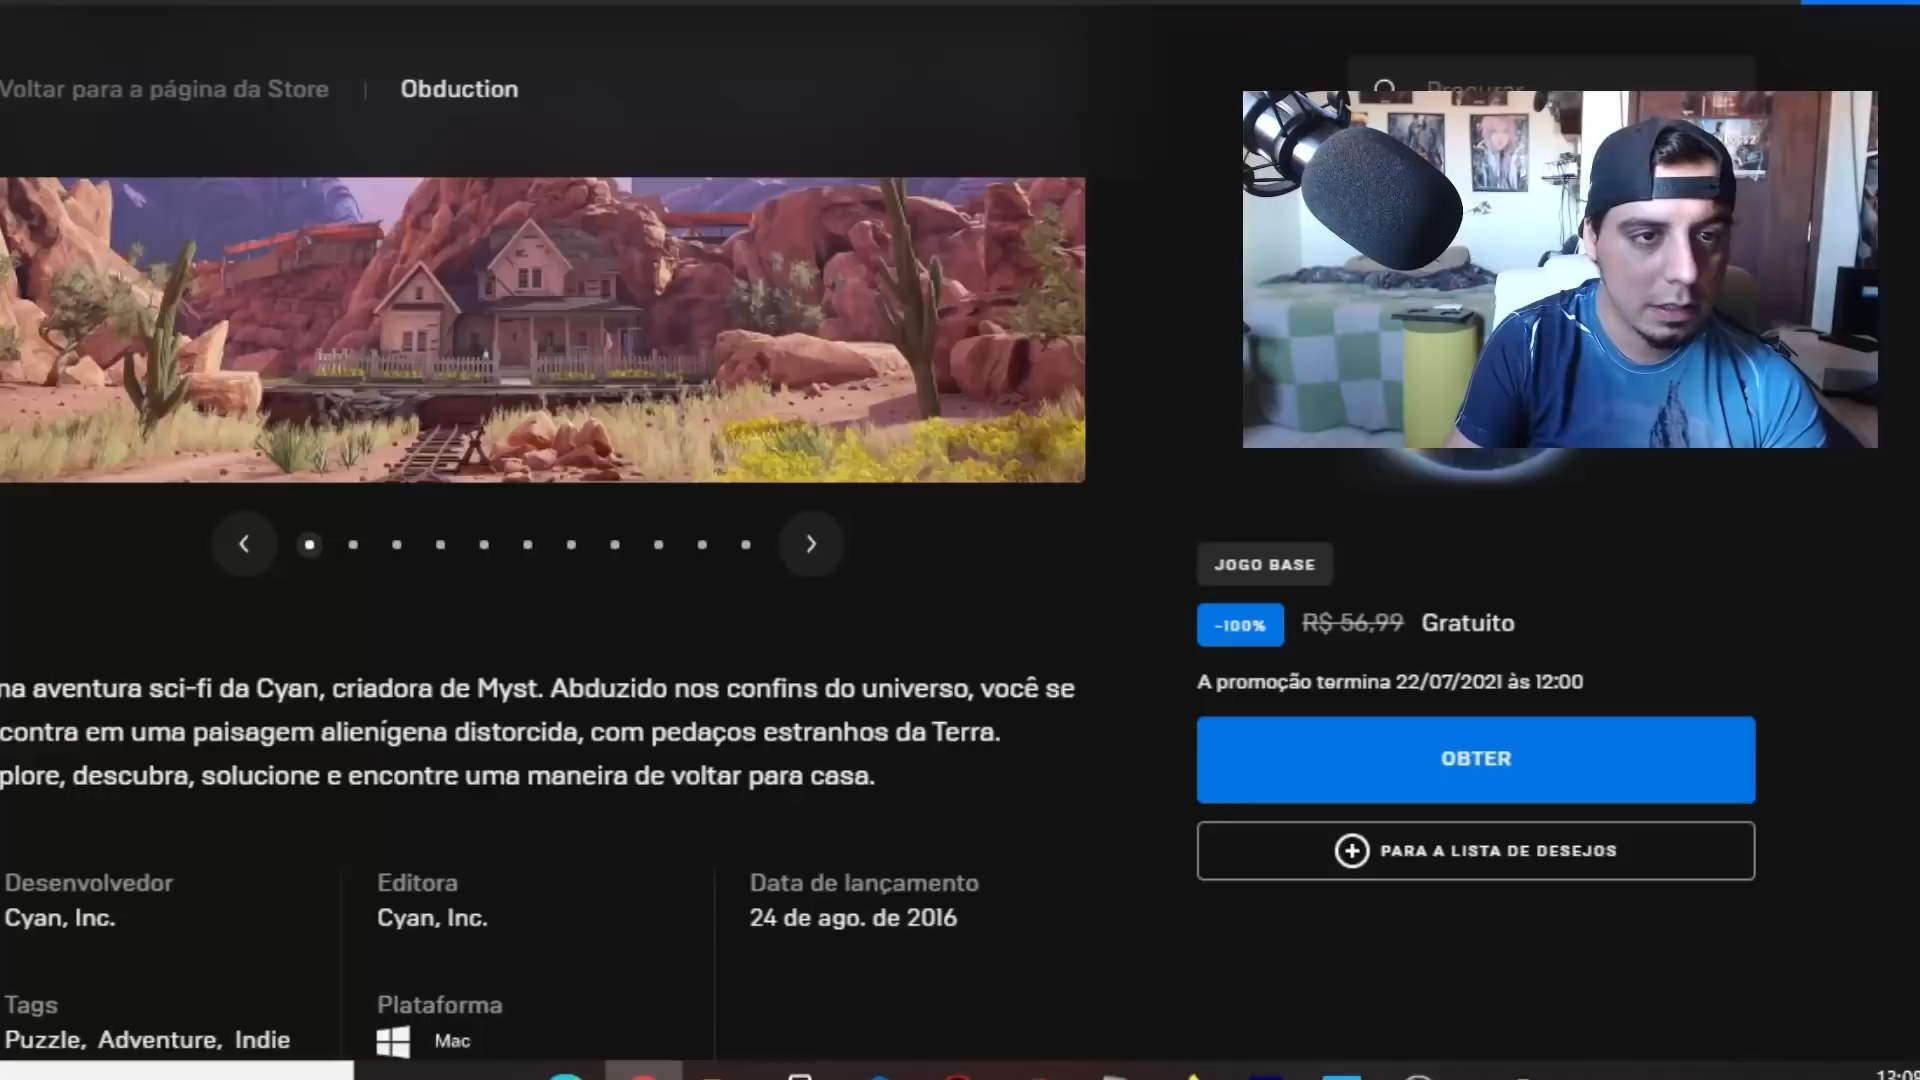 Voltar para a página da Store | Obduction
Procurar
JOGO BASE
-100% R$ 56,99 Gratuito
A promoção termina 22/07/2021 às 12:00
OBTER
PARA A LISTA DE DESEJOS
na aventura sci-fi da Cyan, criadora de Myst. Abduzido nos confins do universo, você se
contra em uma paisagem alienígena distorcida, com pedaços estranhos da Terra.
plore, descubra, solucione e encontre uma maneira de voltar para casa.
Desenvolvedor
Cyan, Inc.
Editora
Cyan, Inc.
Data de lançamento
24 de ago. de 2016
Tags
Puzzle, Adventure, Indie
Plataforma
Mac